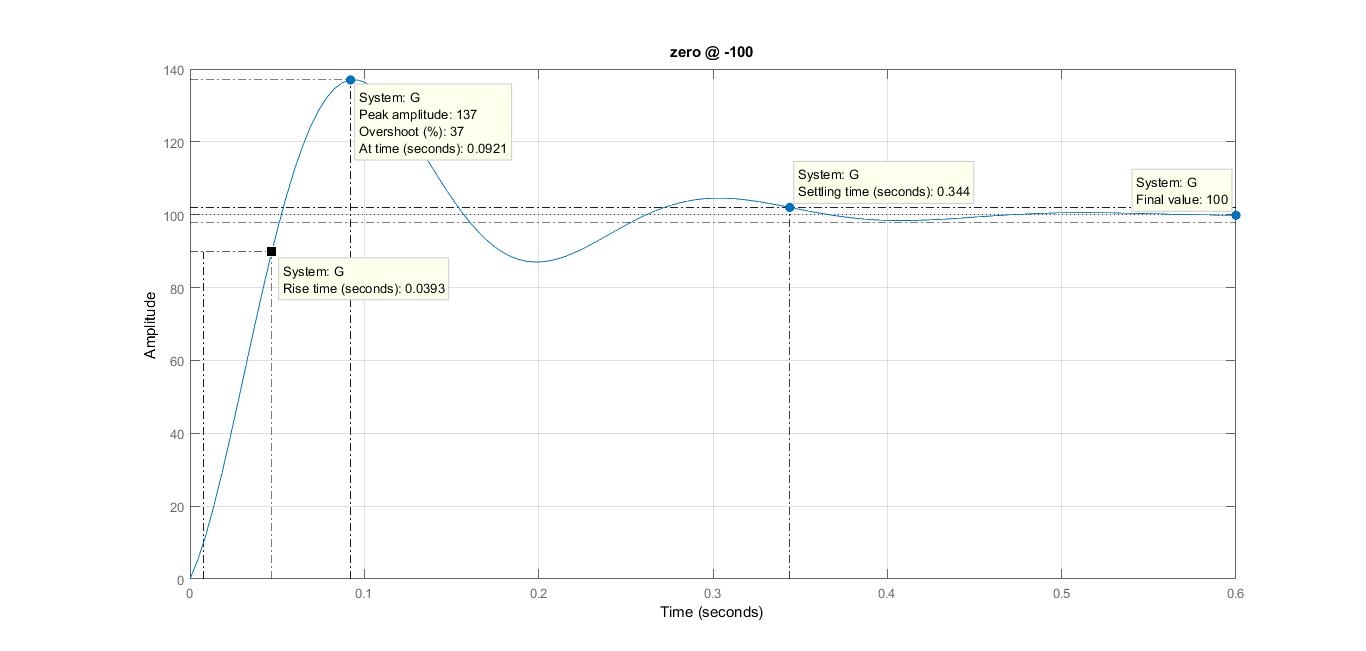 zero @ -100
140
120
100
80
60
40
20
0
Amplitude
System: G
Peak amplitude: 137
Overshoot (%): 37
At time (seconds): 0.0921
System: G
Settling time (seconds): 0.344
System: G
Final value: 100
System: G
Rise time (seconds): 0.0393
0 0.1 0.2 0.3 0.4 0.5 0.6
Time (seconds)